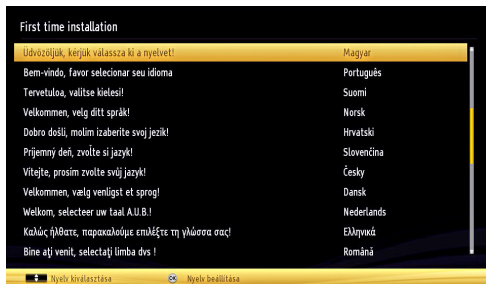 First time installation
Üdvözöljük, kérjük válassza ki a nyelvet! Magyar
Bem-vindo, favor selecionar seu idioma Português
Tervetuloa, valitse kielesi! Suomi
Velkommen, velg ditt språk! Norsk
Dobro došli, molim izaberite svoj jezik! Hrvatski
Príjemný deň, zvoľte si jazyk! Slovenčina
Vítejte, prosím zvolte svůj jazyk! Česky
Velkommen, vælg venligst et sprog! Dansk
Welkom, selecteer uw taal A.U.B.! Nederlands
Καλώς ήλθατε, παρακαλούμε επιλέξτε τη γλώσσα σας! Ελληνικά
Bine aţi venit, selectaţi limba dvs ! Română
Nyelv kiválasztása OK Nyelv beállítása